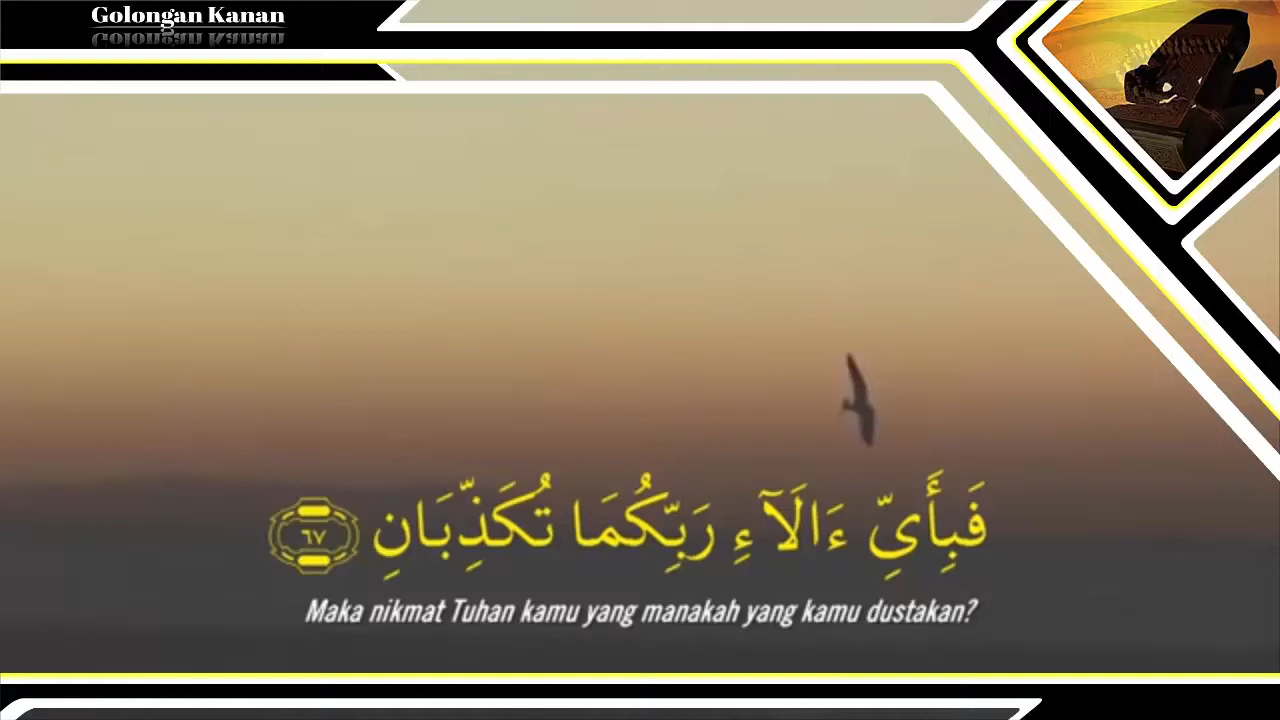 Golongan Kanan
فَبِأَيِّ ءَالَآءِ رَبِّكُمَا تُكَذِّبَانِ ٦٧
Maka nikmat Tuhan kamu yang manakah yang kamu dustakan?